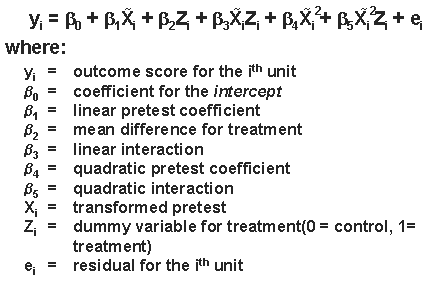 yᵢ = β₀ + β₁X̃ᵢ + β₂Zᵢ + β₃X̃ᵢZᵢ + β₄X̃ᵢ² + β₅X̃ᵢ²Zᵢ + eᵢ
where:
yᵢ = outcome score for the iᵗʰ unit
β₀ = coefficient for the intercept
β₁ = linear pretest coefficient
β₂ = mean difference for treatment
β₃ = linear interaction
β₄ = quadratic pretest coefficient
β₅ = quadratic interaction
Xᵢ = transformed pretest
Zᵢ = dummy variable for treatment(0 = control, 1=
treatment)
eᵢ = residual for the iᵗʰ unit